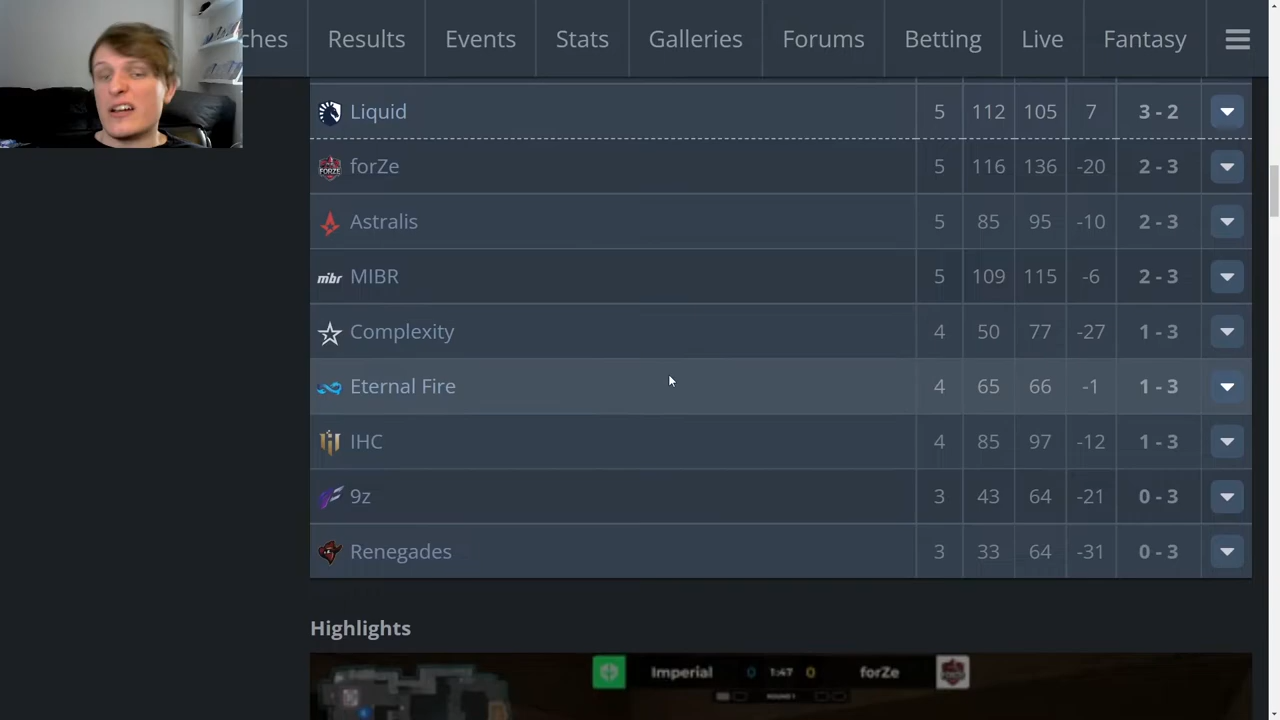 ches Results Events Stats Galleries Forums Betting Live Fantasy
Liquid 5 112 105 7 3 - 2
FORZE forZe 5 116 136 -20 2 - 3
Astralis 5 85 95 -10 2 - 3
mibr MIBR 5 109 115 -6 2 - 3
Complexity 4 50 77 -27 1 - 3
Eternal Fire 4 65 66 -1 1 - 3
IHC 4 85 97 -12 1 - 3
9z 3 43 64 -21 0 - 3
Renegades 3 33 64 -31 0 - 3
Highlights
Imperial 0 1:47 0 forZe
ROUND 1